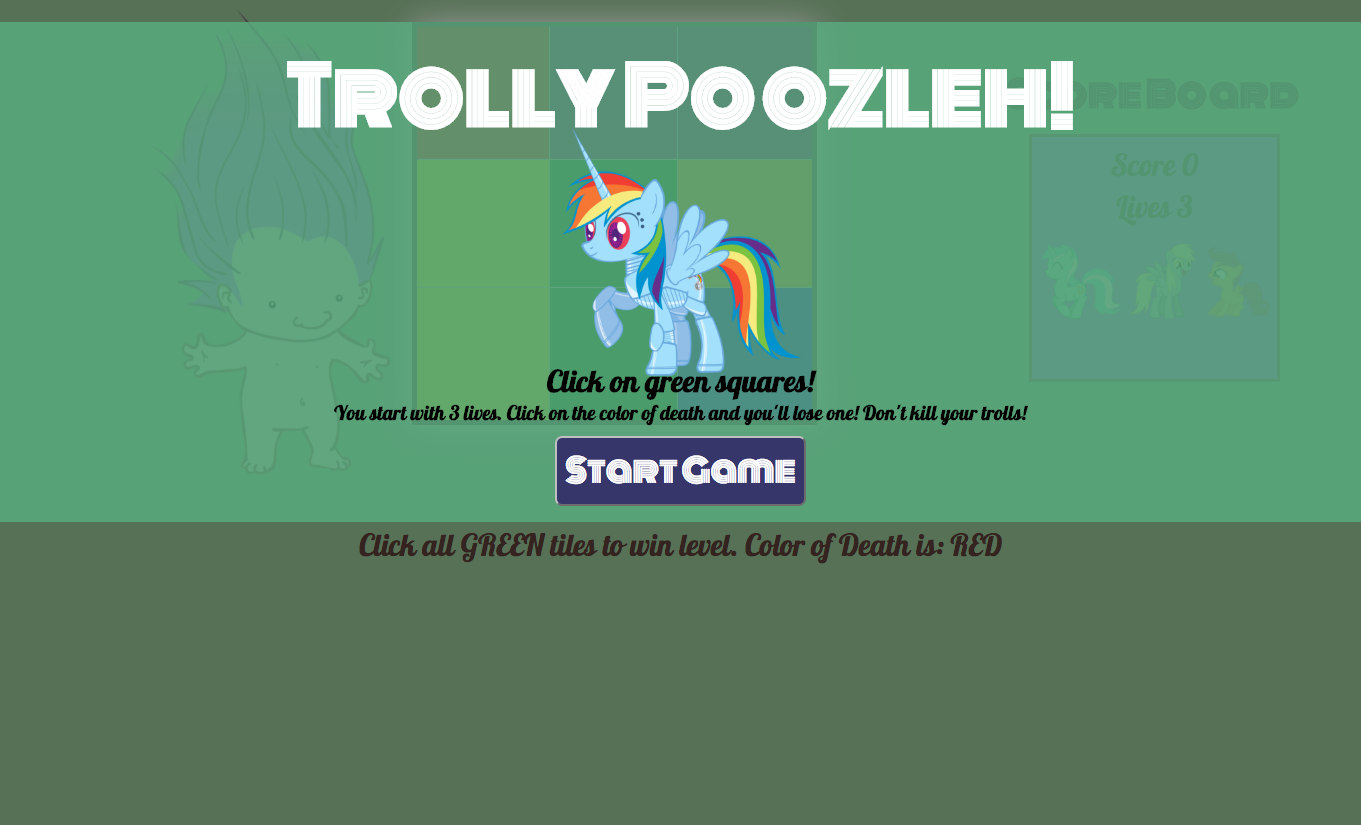 Trolly Poozleh!
oreBoard
Score 0
Lives 3
Click on green squares!
You start with 3 lives. Click on the color of death and you'll lose one! Don't kill your trolls!
Start Game
Click all GREEN tiles to win level. Color of Death is: RED